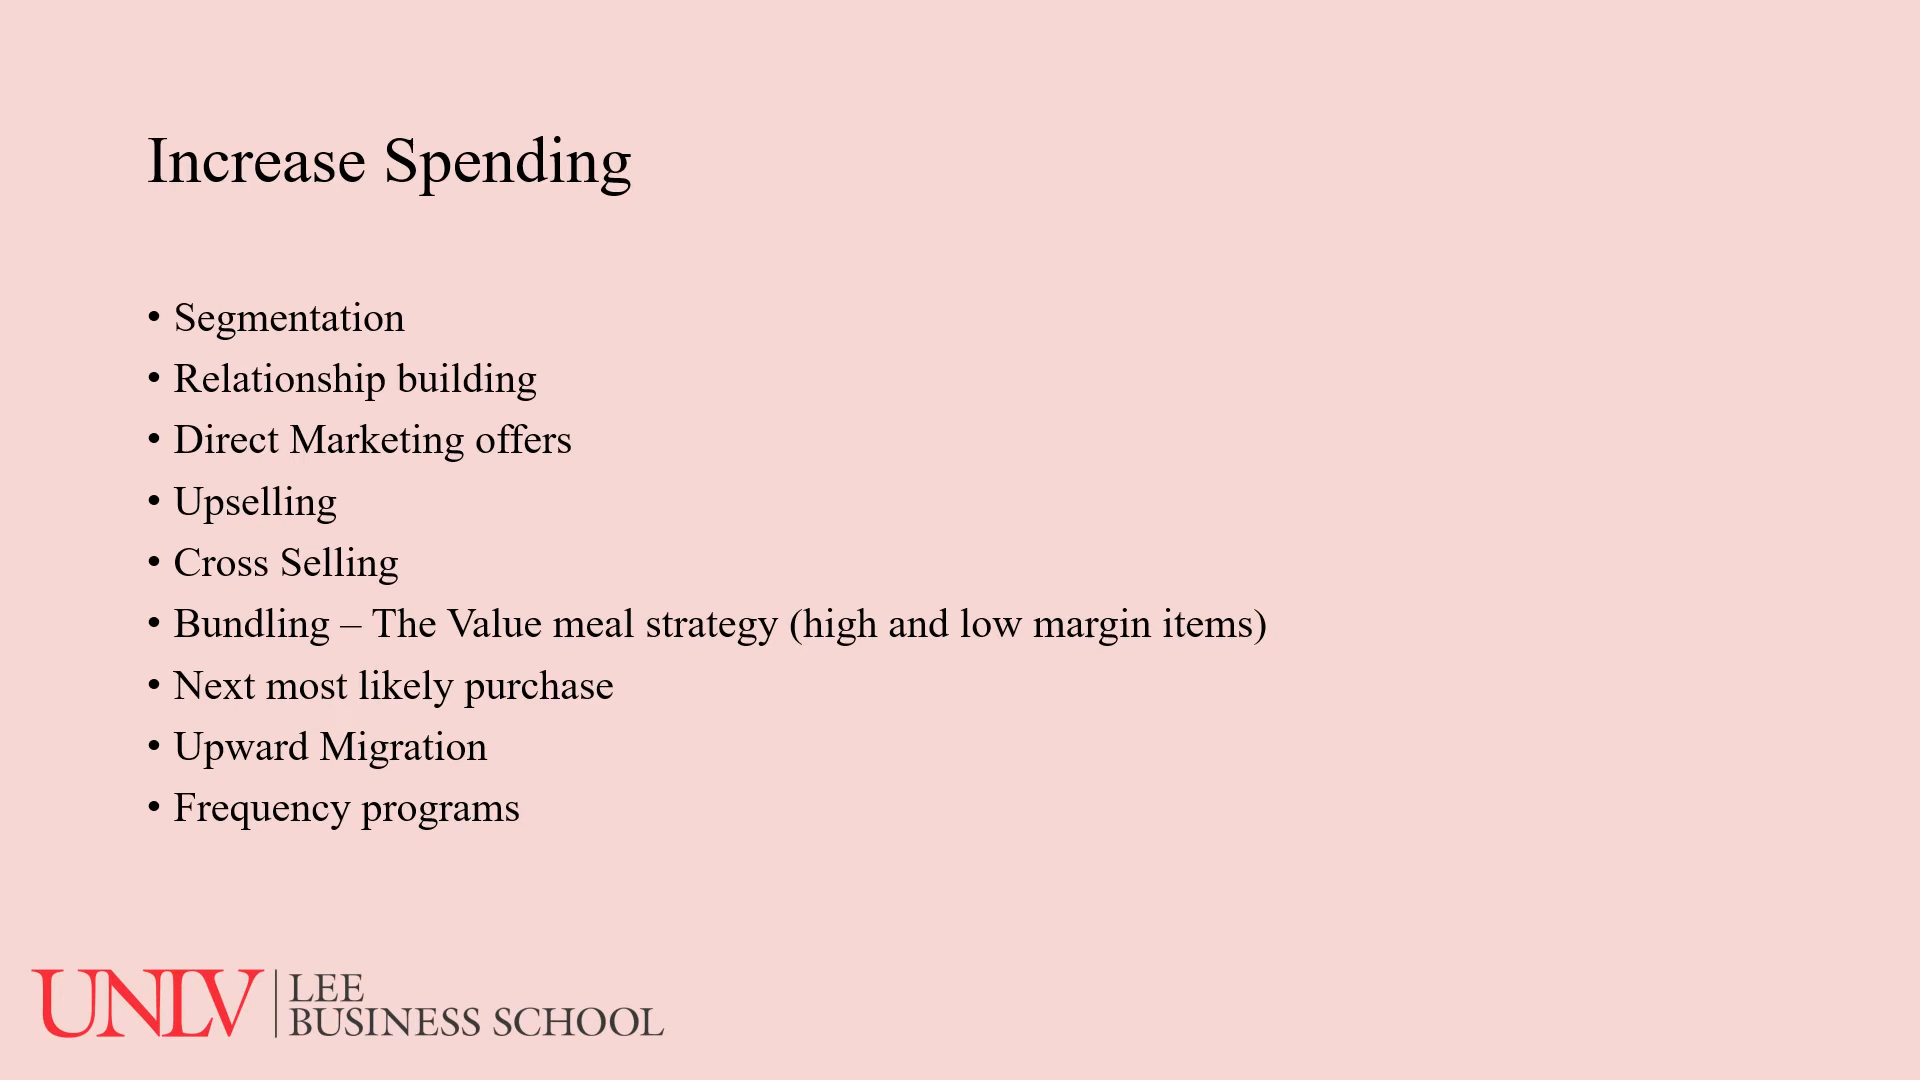 Increase Spending
• Segmentation
• Relationship building
• Direct Marketing offers
• Upselling
• Cross Selling
• Bundling – The Value meal strategy (high and low margin items)
• Next most likely purchase
• Upward Migration
• Frequency programs
UNLV
LEE
BUSINESS SCHOOL